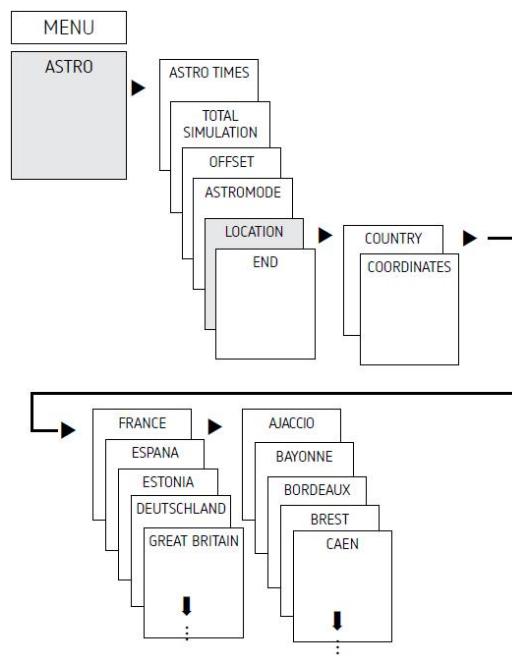 MENU
ASTRO
ASTRO TIMES
TOTAL
SIMULATION
OFFSET
ASTROMODE
LOCATION
END
COUNTRY
COORDINATES
FRANCE
ESPANA
ESTONIA
DEUTSCHLAND
GREAT BRITAIN
AJACCIO
BAYONNE
BORDEAUX
BREST
CAEN